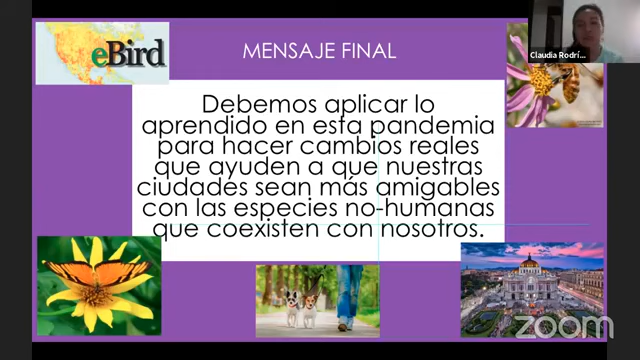 eBird
MENSAJE FINAL
Claudia Rodrí...
Debemos aplicar lo
aprendido en esta pandemia
para hacer cambios reales
que ayuden a que nuestras
ciudades sean más amigables
con las especies no-humanas
que coexisten con nosotros.
zoom